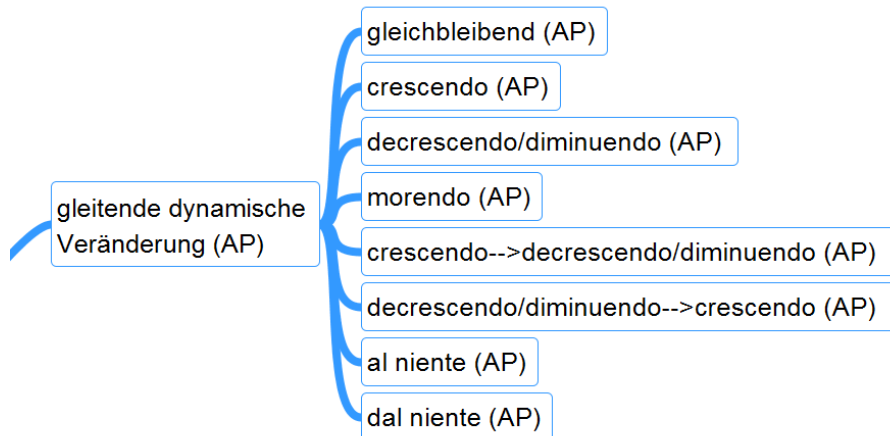 gleichbleibend (AP)
crescendo (AP)
decrescendo/diminuendo (AP)
morendo (AP)
gleitende dynamische
Veränderung (AP)
crescendo-->decrescendo/diminuendo (AP)
decrescendo/diminuendo-->crescendo (AP)
al niente (AP)
dal niente (AP)